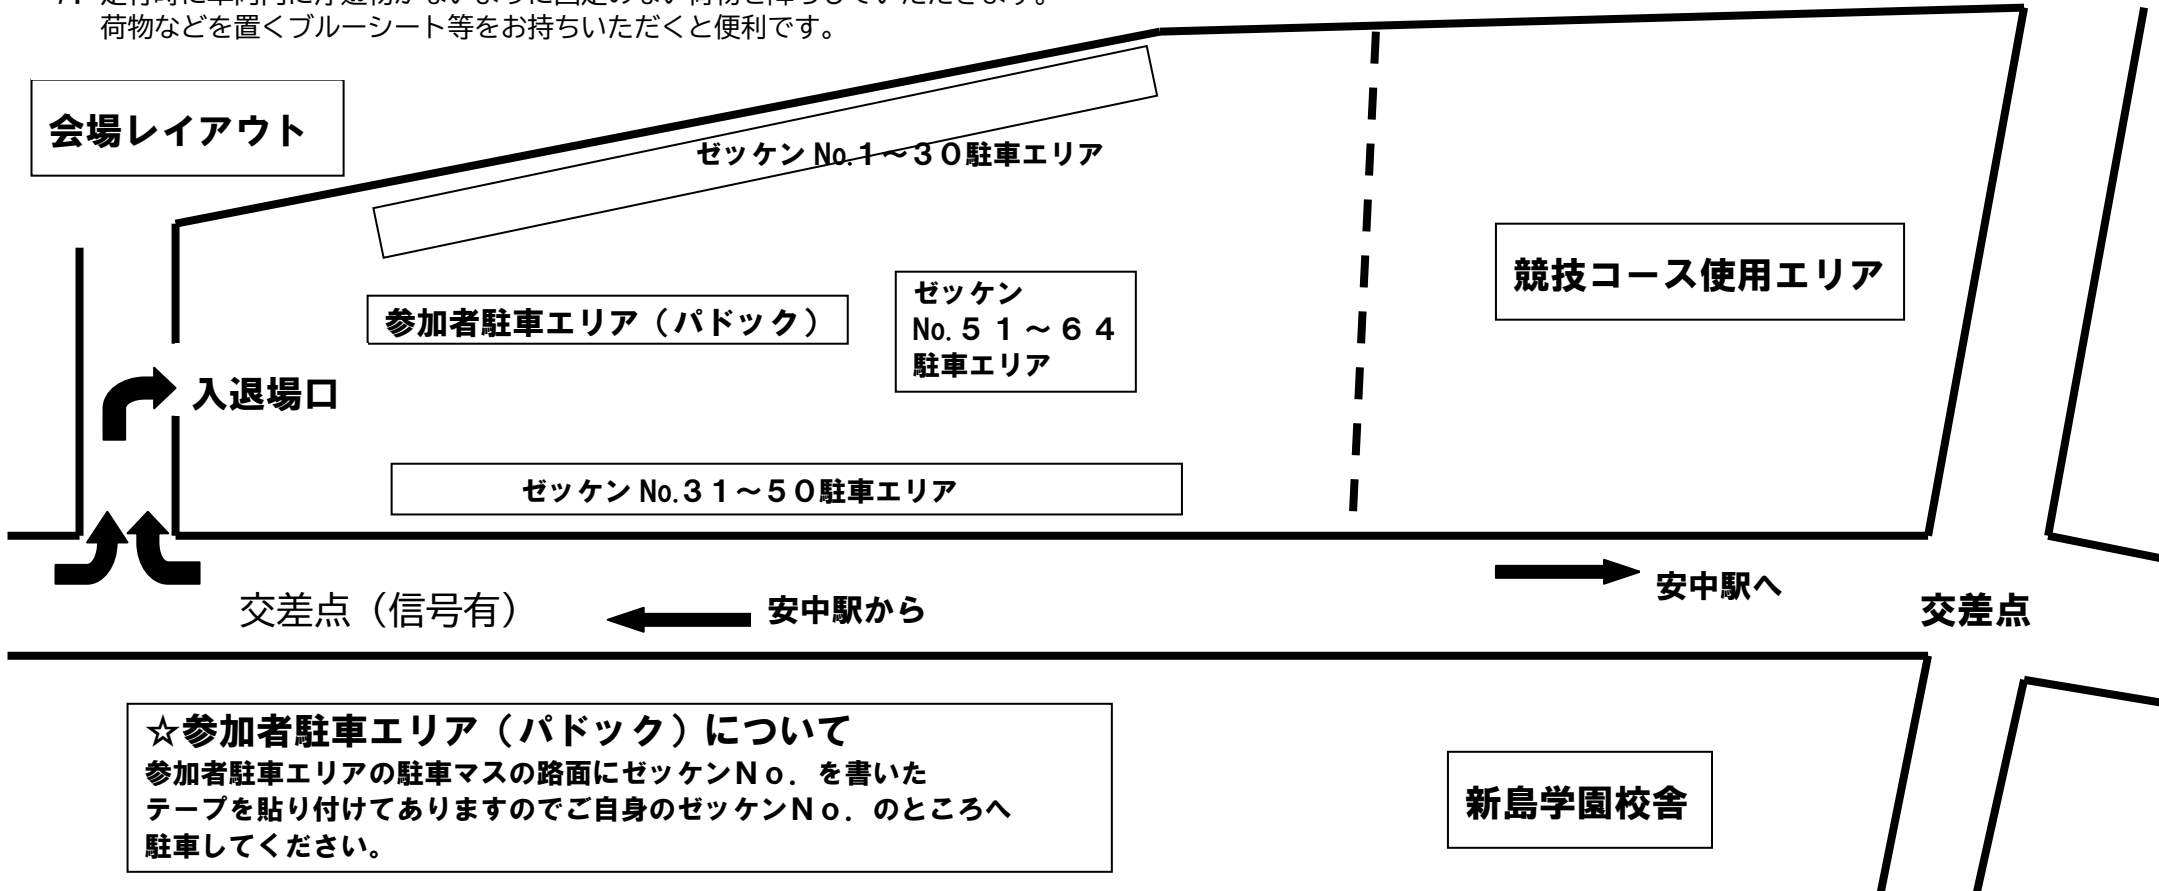 荷物などを置くブルーシート等をお持ちいただくと便利です。
会場レイアウト
ゼッケン No.１～３０駐車エリア
競技コース使用エリア
ゼッケン
No.５１～６４
駐車エリア
参加者駐車エリア（パドック）
入退場口
ゼッケン No.３１～５０駐車エリア
安中駅へ
交差点（信号有）
安中駅から
交差点
☆参加者駐車エリア（パドック）について
参加者駐車エリアの駐車マスの路面にゼッケンＮｏ．を書いた
テープを貼り付けてありますのでご自身のゼッケンＮｏ．のところへ
駐車してください。
新島学園校舎